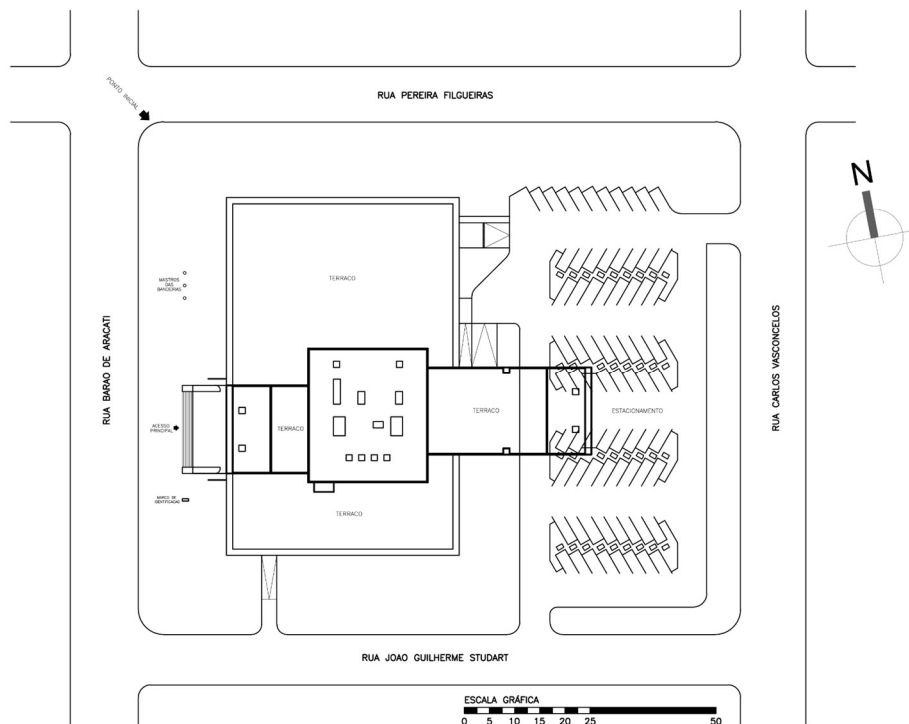 PONTO INICIAL
RUA PEREIRA FILGUEIRAS
N
MASTROS
DAS
BANDEIRAS
TERRACO
RUA BARAO DE ARACATI
RUA CARLOS VASCONCELOS
ACESSO
PRINCIPAL
TERRACO
TERRACO
ESTACIONAMENTO
MARCO DE
IDENTIFICACAO
TERRACO
RUA JOAO GUILHERME STUDART
ESCALA GRÁFICA
0 5 10 15 20 25 50